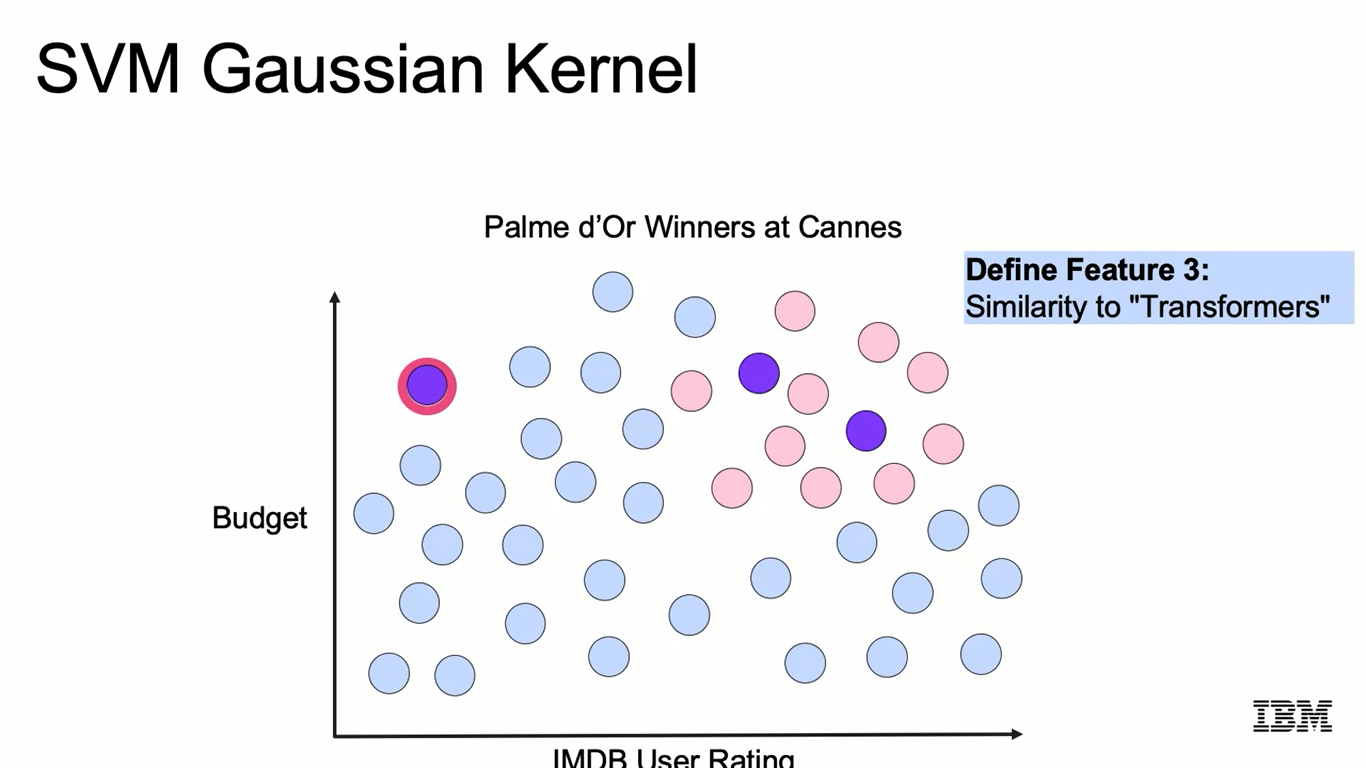 SVM Gaussian Kernel
Palme d’Or Winners at Cannes
Define Feature 3:
Similarity to "Transformers"
Budget
IBM
IMDB User Rating